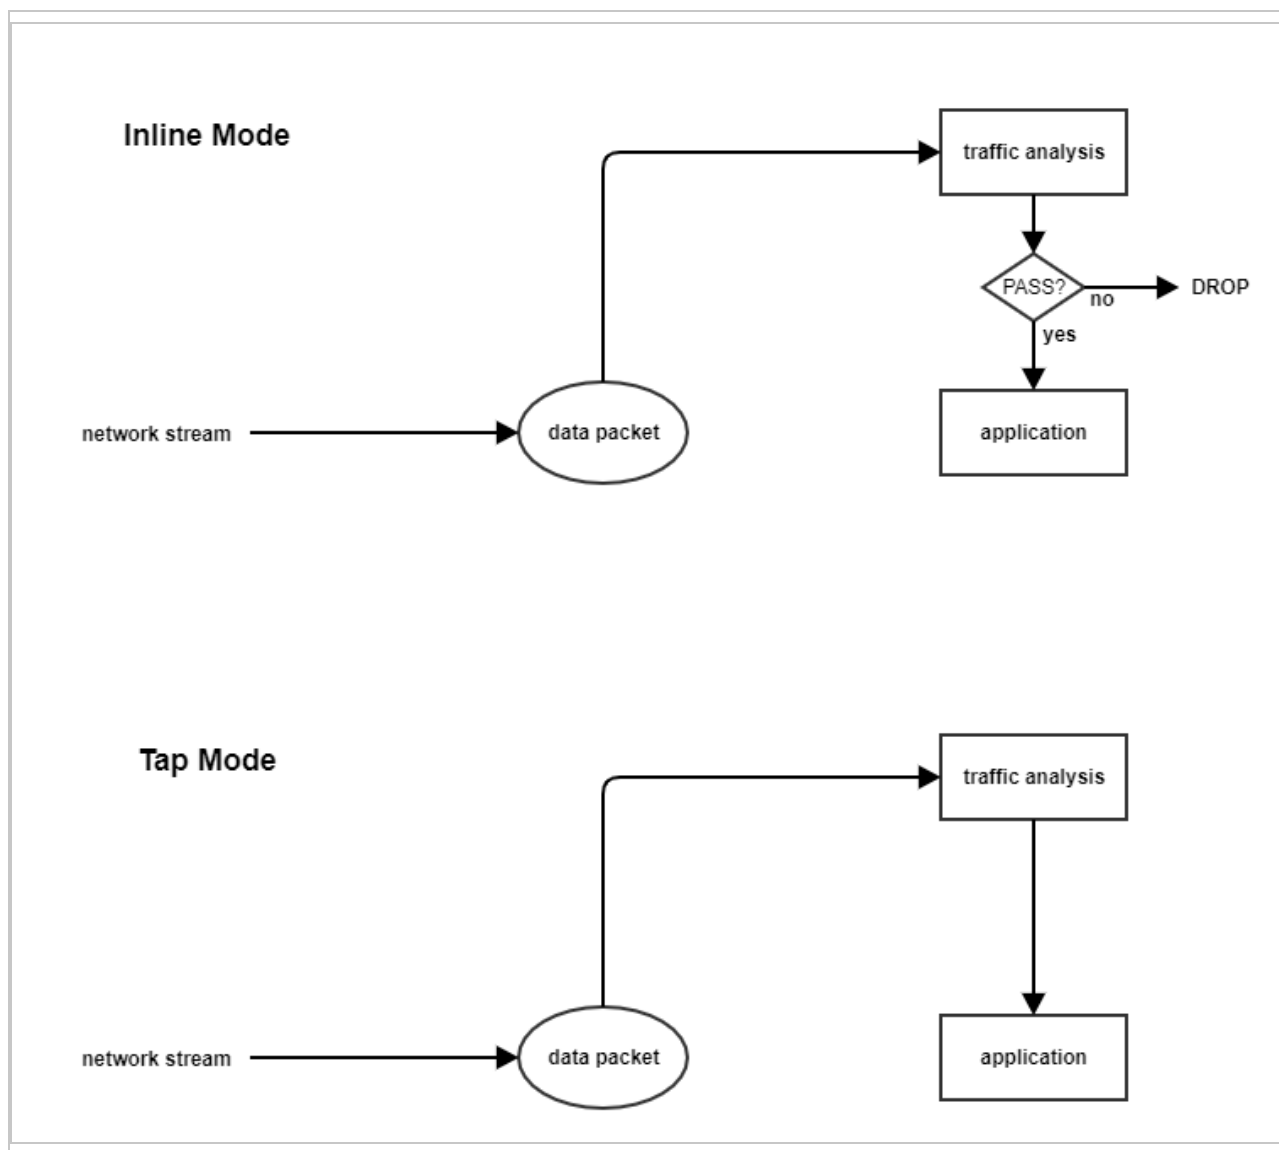 Inline Mode
traffic analysis
PASS?
no
DROP
yes
network stream
data packet
application
Tap Mode
traffic analysis
network stream
data packet
application